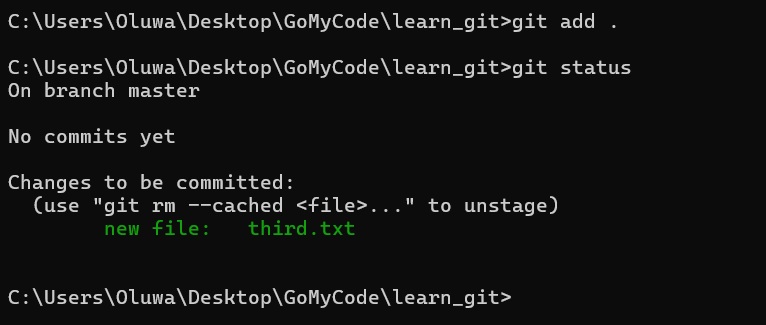 C:\Users\Oluwa\Desktop\GoMyCode\learn_git>git add .
C:\Users\Oluwa\Desktop\GoMyCode\learn_git>git status
On branch master
No commits yet
Changes to be committed:
  (use "git rm --cached <file>..." to unstage)
        new file:   third.txt
C:\Users\Oluwa\Desktop\GoMyCode\learn_git>